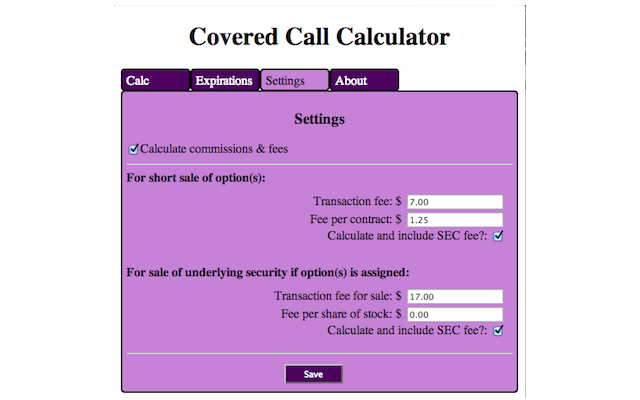 Covered Call Calculator
Calc Expirations Settings About
Settings
Calculate commissions & fees
For short sale of option(s):
Transaction fee: $ 7.00
Fee per contract: $ 1.25
Calculate and include SEC fee?:
For sale of underlying security if option(s) is assigned:
Transaction fee for sale: $ 17.00
Fee per share of stock: $ 0.00
Calculate and include SEC fee?:
Save